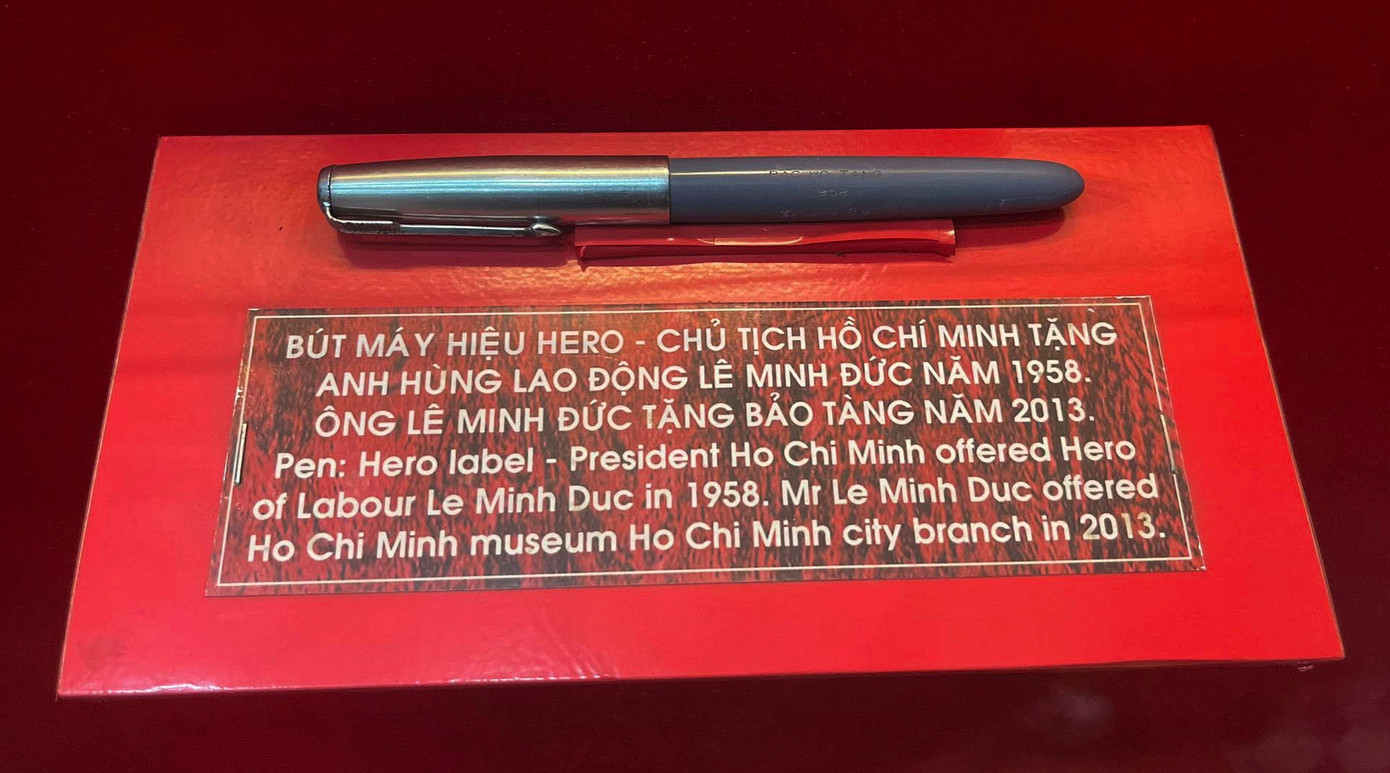 BÁC HỒ TẶNG
BÚT MÁY HIỆU HERO - CHỦ TỊCH HỒ CHÍ MINH TẶNG
ANH HÙNG LAO ĐỘNG LÊ MINH ĐỨC NĂM 1958.
ÔNG LÊ MINH ĐỨC TẶNG BẢO TÀNG NĂM 2013.
Pen: Hero label - President Ho Chi Minh offered Hero
of Labour Le Minh Duc in 1958. Mr Le Minh Duc offered
Ho Chi Minh museum Ho Chi Minh city branch in 2013.